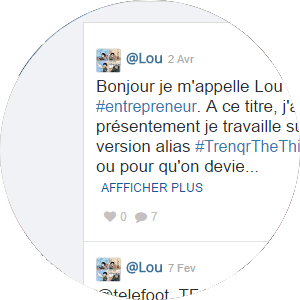 @Lou 2 Avr
Bonjour je m'appelle Lou
#entrepreneur. A ce titre, j'a
présentement je travaille su
version alias #TrenqrTheThi
ou pour qu'on devie...
AFFFICHER PLUS
0 7
@Lou 7 Fev
@telefoot_TF